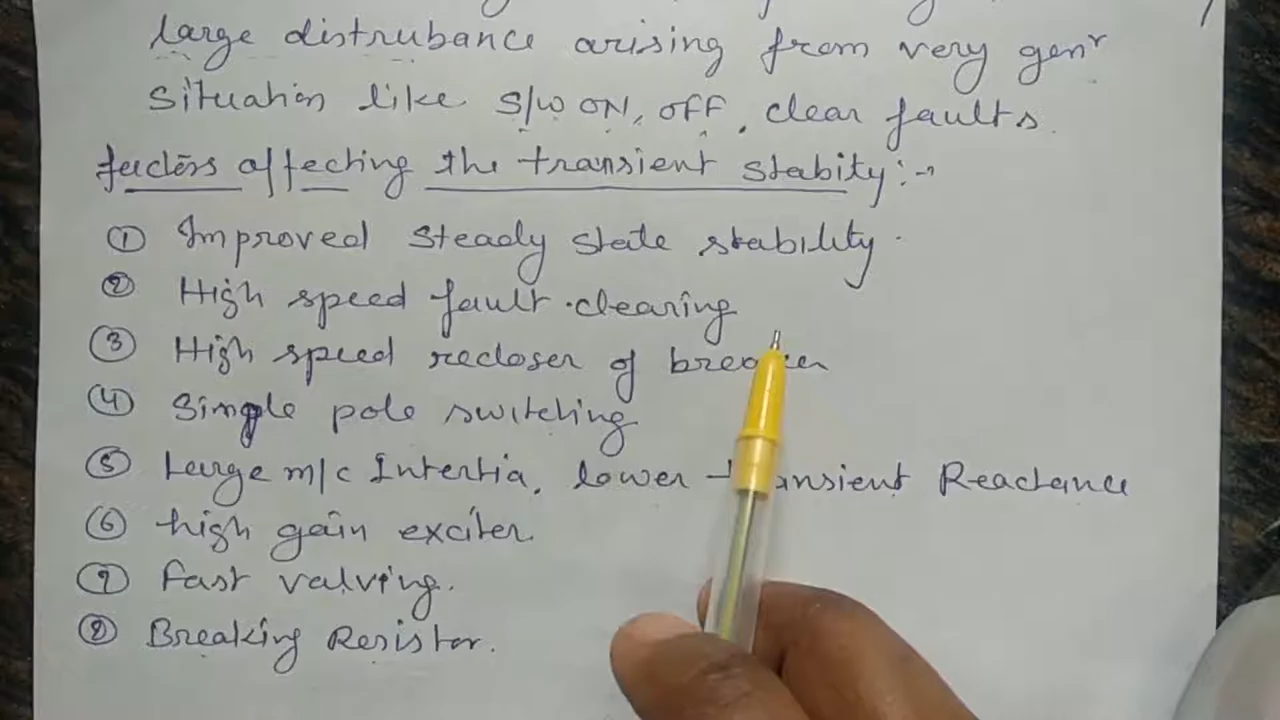 large distrubance arising from very genr
situation like S/W ON, OFF, clear faults.
factors affecting the transient stabity:-
① Improved steady state stability.
② High speed fault clearing
③ High speed recloser of breaker
④ Single pole switching
⑤ Large m/c Intertia, lower transient Reactance
⑥ high gain exciter.
⑦ fast valving.
⑧ Breaking Resistor.